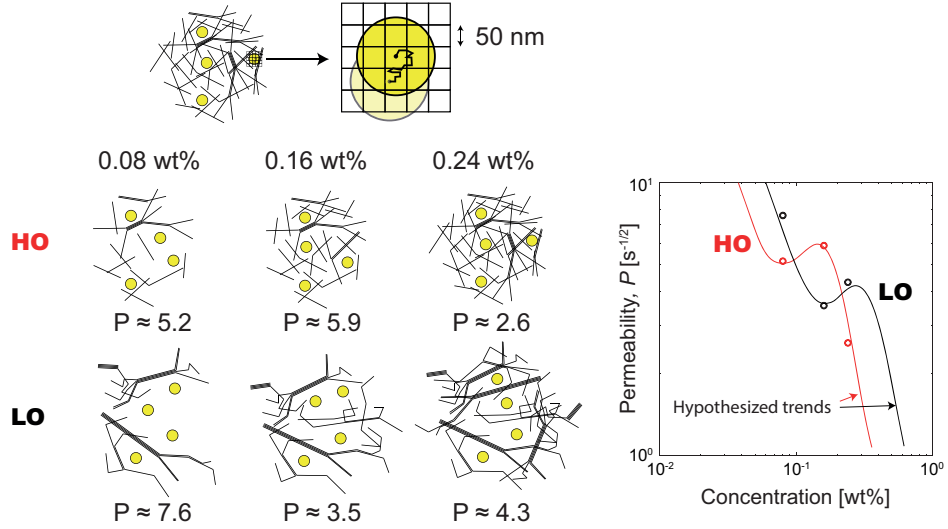 50 nm
0.08 wt% 0.16 wt% 0.24 wt%
HO
P ≈ 5.2 P ≈ 5.9 P ≈ 2.6
LO
P ≈ 7.6 P ≈ 3.5 P ≈ 4.3
Permeability, P [s⁻¹/²]
10¹
10⁰
HO
LO
Hypothesized trends
10⁻² 10⁻¹ 10⁰
Concentration [wt%]